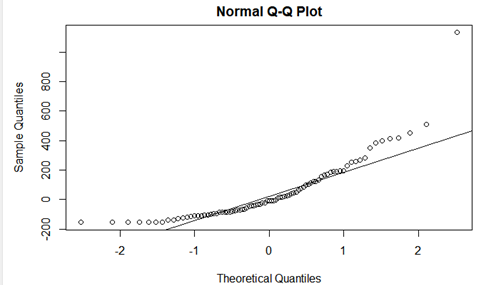 Normal Q-Q Plot
Sample Quantiles
800
600
400
200
0
-200
-2 -1 0 1 2
Theoretical Quantiles